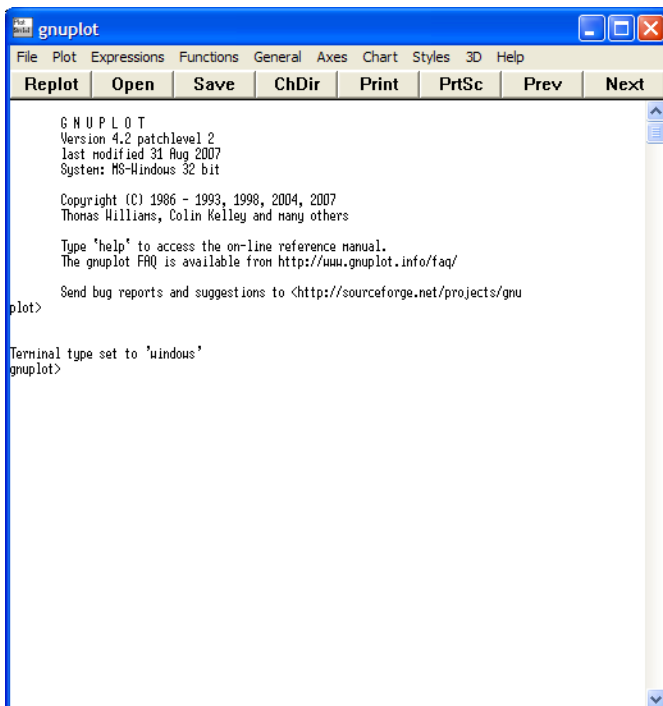 gnuplot
File Plot Expressions Functions General Axes Chart Styles 3D Help
Replot Open Save ChDir Print PrtSc Prev Next
G N U P L O T
Version 4.2 patchlevel 2
last modified 31 Aug 2007
System: MS-Windows 32 bit
Copyright (C) 1986 - 1993, 1998, 2004, 2007
Thomas Williams, Colin Kelley and many others
Type `help` to access the on-line reference manual.
The gnuplot FAQ is available from http://www.gnuplot.info/faq/
Send bug reports and suggestions to <http://sourceforge.net/projects/gnu
plot>
Terminal type set to 'windows'
gnuplot>